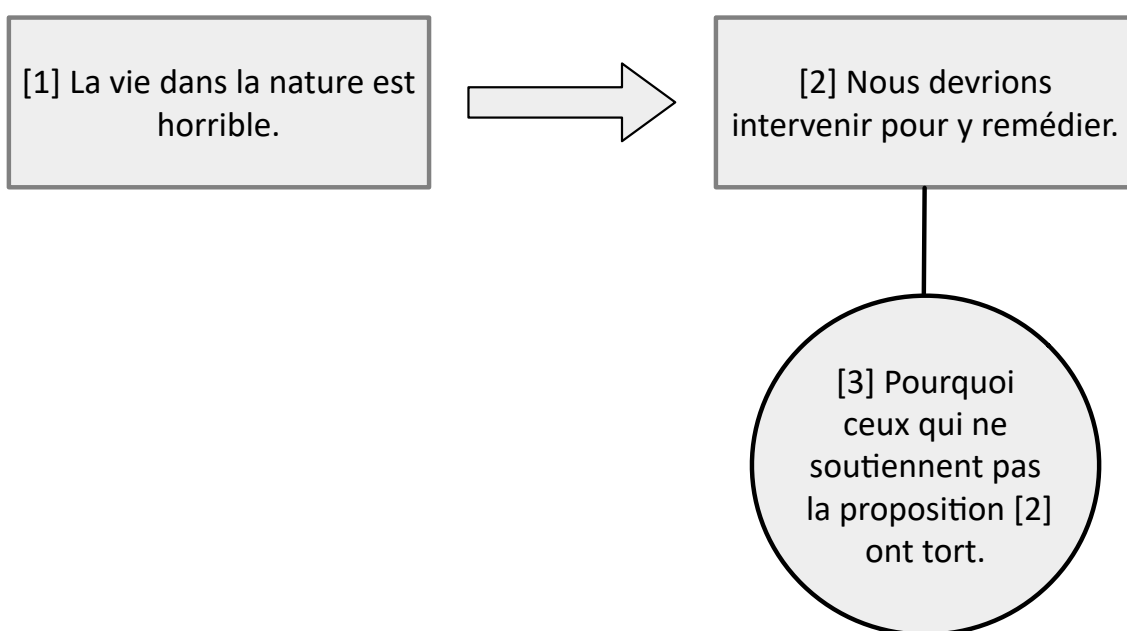 [1] La vie dans la nature est
horrible.
[2] Nous devrions
intervenir pour y remédier.
[3] Pourquoi
ceux qui ne
soutiennent pas
la proposition [2]
ont tort.